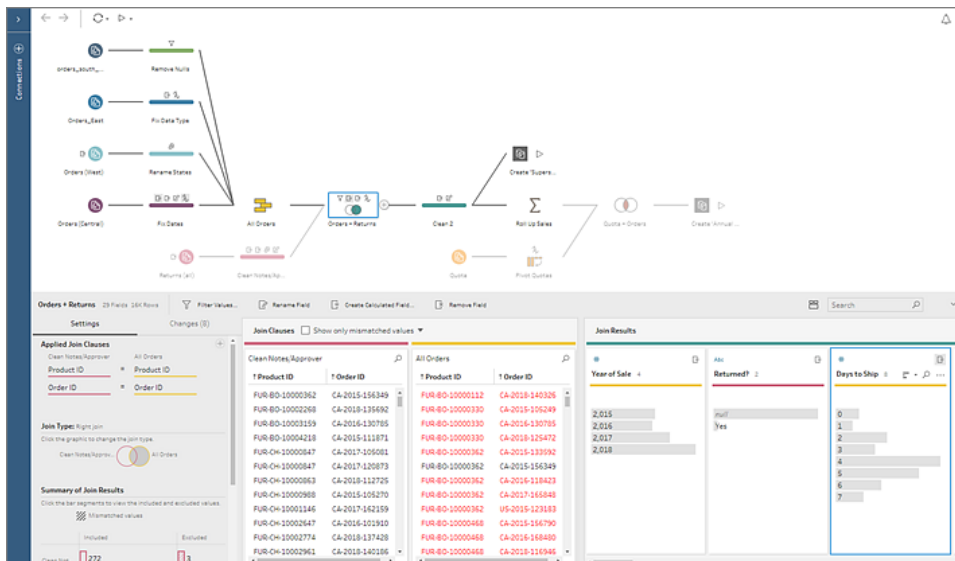 Connections
orders_south_...
Remove Nulls
Orders_East
Fix Data Type
Orders (West)
Rename States
Create 'Supers...
Orders (Central)
Fix Dates
All Orders
Orders + Returns
Clean 2
Roll Up Sales
Quota + Orders
Create 'Annual ...
Returns (all)
Clean Notes/Ap...
Quota
Pivot Quotas
Orders + Returns 29 Fields 16K Rows
Filter Values...
Rename Field
Create Calculated Field...
Remove Field
Search
Settings
Changes (8)
Applied Join Clauses
Clean Notes/Approver All Orders
Product ID = Product ID
Order ID = Order ID
Join Type: Right join
Click the graphic to change the join type.
Clean Notes/Approv... All Orders
Summary of Join Results
Click the bar segments to view the included and excluded values.
Mismatched values
Included Excluded
Clean Not... 272 3
Join Clauses Show only mismatched values
Clean Notes/Approver
Product ID Order ID
FUR-BO-10000362 CA-2015-156349
FUR-BO-10002268 CA-2018-135692
FUR-BO-10003159 CA-2016-130785
FUR-BO-10004218 CA-2015-111871
FUR-CH-10000847 CA-2017-105081
FUR-CH-10000847 CA-2017-120873
FUR-CH-10000863 CA-2018-112725
FUR-CH-10000988 CA-2015-105270
FUR-CH-10001146 CA-2017-162159
FUR-CH-10002647 CA-2016-101910
FUR-CH-10002774 CA-2018-137428
FUR-CH-10002961 CA-2018-140186
All Orders
Product ID Order ID
FUR-BO-10000112 CA-2018-140326
FUR-BO-10000330 CA-2015-105249
FUR-BO-10000330 CA-2016-130785
FUR-BO-10000330 CA-2018-125472
FUR-BO-10000362 CA-2015-133592
FUR-BO-10000362 CA-2015-156349
FUR-BO-10000362 CA-2016-118423
FUR-BO-10000362 CA-2017-165848
FUR-BO-10000362 US-2015-123183
FUR-BO-10000468 CA-2015-156790
FUR-BO-10000468 CA-2016-168480
FUR-BO-10000468 CA-2018-116946
Join Results
Year of Sale 4
2,015
2,016
2,017
2,018
Abc
Returned? 2
null
Yes
Days to Ship 8
0
1
2
3
4
5
6
7